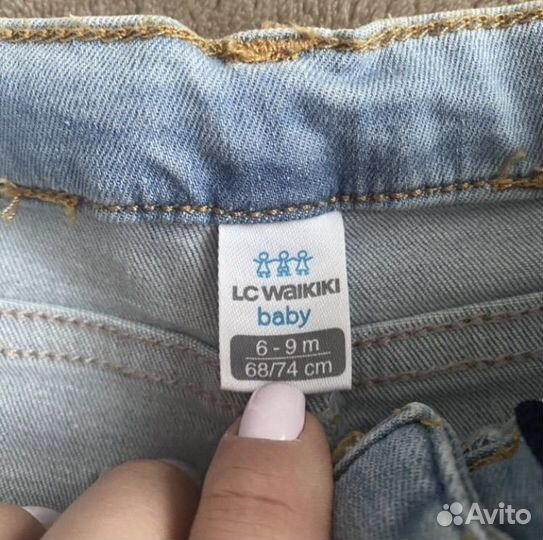 LC WAIKIKI
baby
6 - 9 m
68/74 cm
Avito